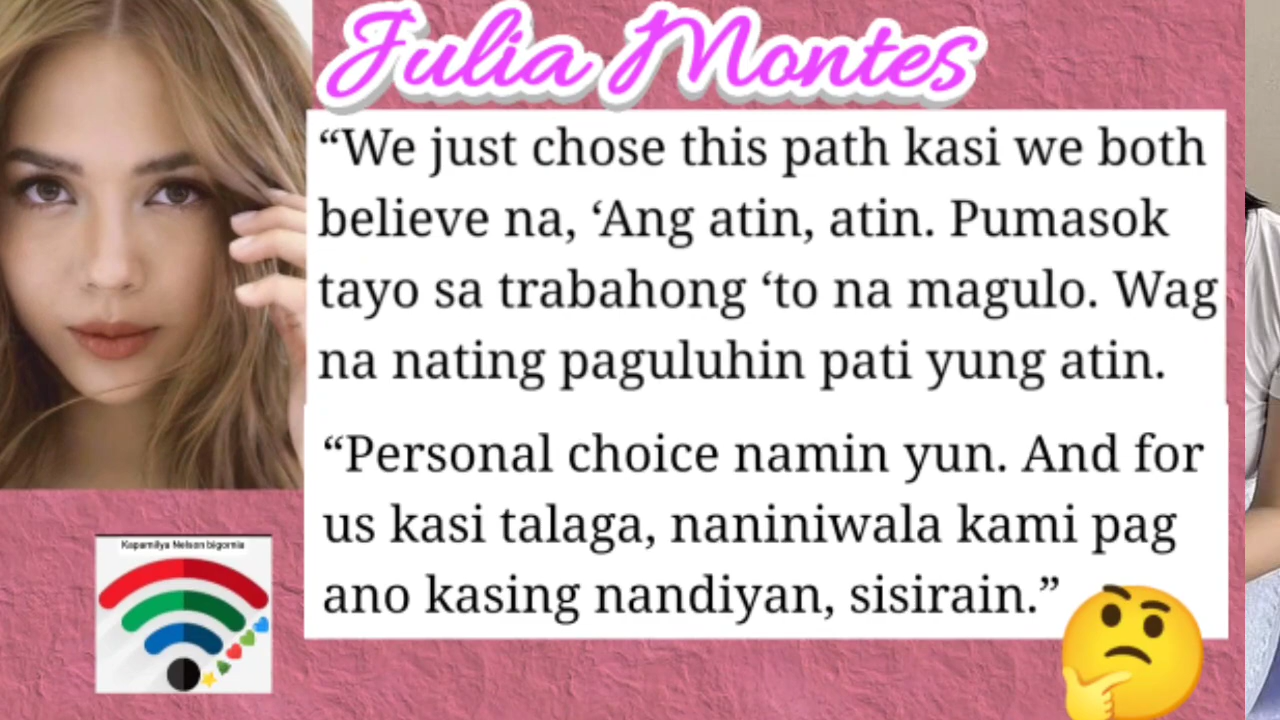 Julia Montes
“We just chose this path kasi we both
believe na, ‘Ang atin, atin. Pumasok
tayo sa trabahong ‘to na magulo. Wag
na nating paguluhin pati yung atin.
“Personal choice namin yun. And for
us kasi talaga, naniniwala kami pag
ano kasing nandiyan, sisirain.”
Kapamilya Nelson bigornia